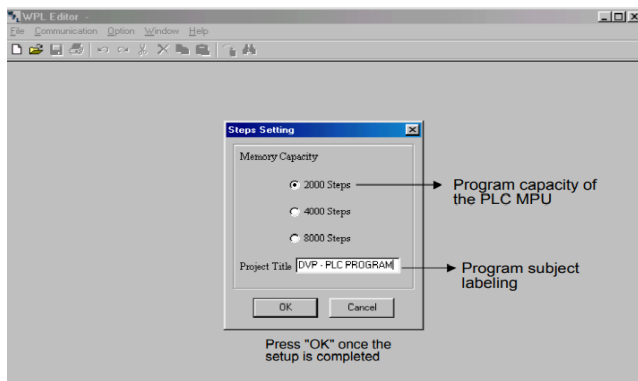 WPL Editor -
File Communication Option Window Help
Steps Setting
Memory Capacity
2000 Steps
Program capacity of
the PLC MPU
4000 Steps
8000 Steps
Project Title DVP - PLC PROGRAM
Program subject
labeling
OK Cancel
Press "OK" once the
setup is completed